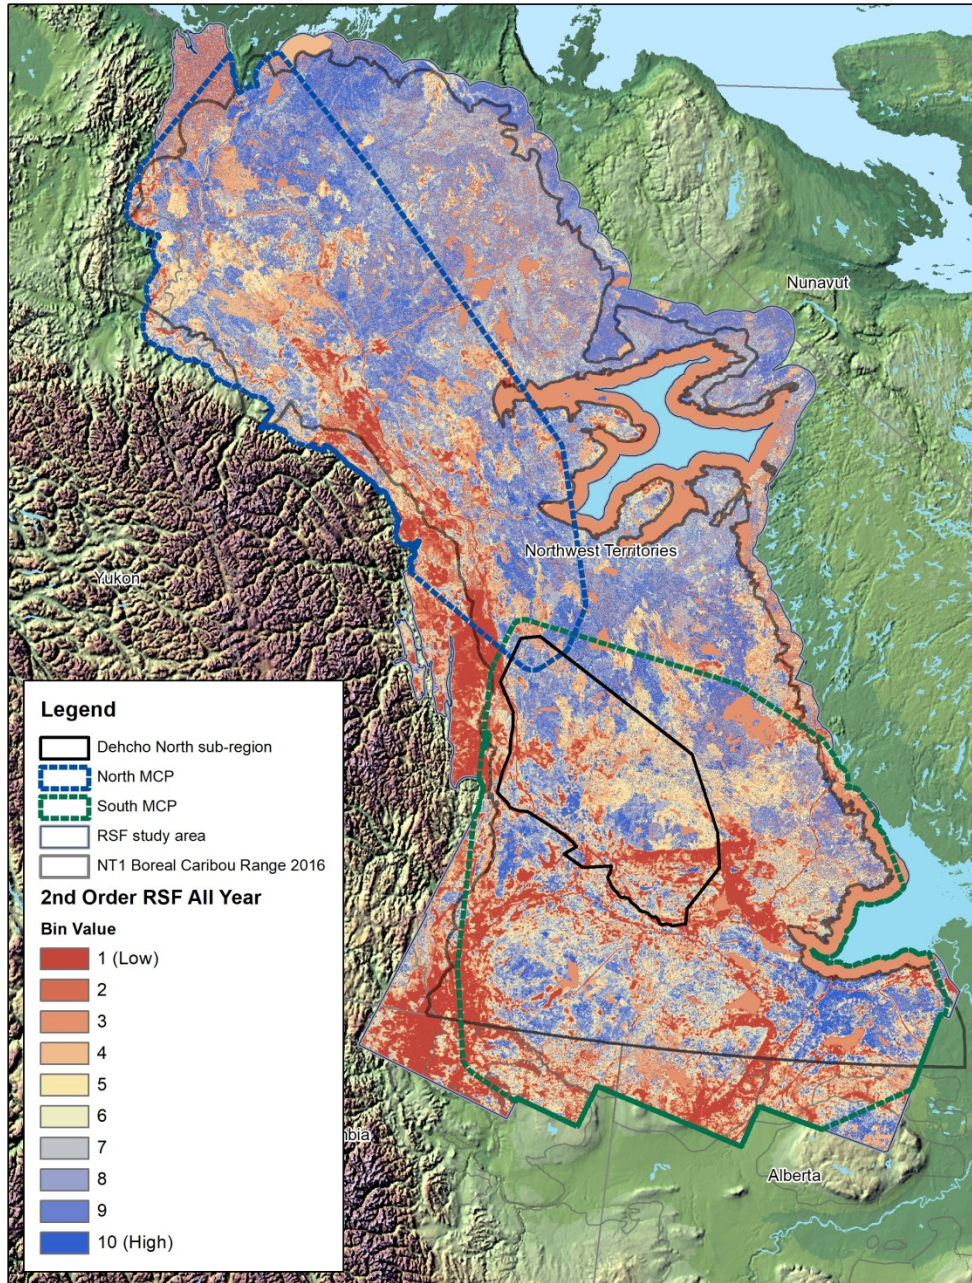 Nunavut
Northwest Territories
Yukon
Legend
Dehcho North sub-region
North MCP
South MCP
RSF study area
NT1 Boreal Caribou Range 2016
2nd Order RSF All Year
Bin Value
1 (Low)
2
3
4
5
6
7
8
9
10 (High)
mbia
Alberta